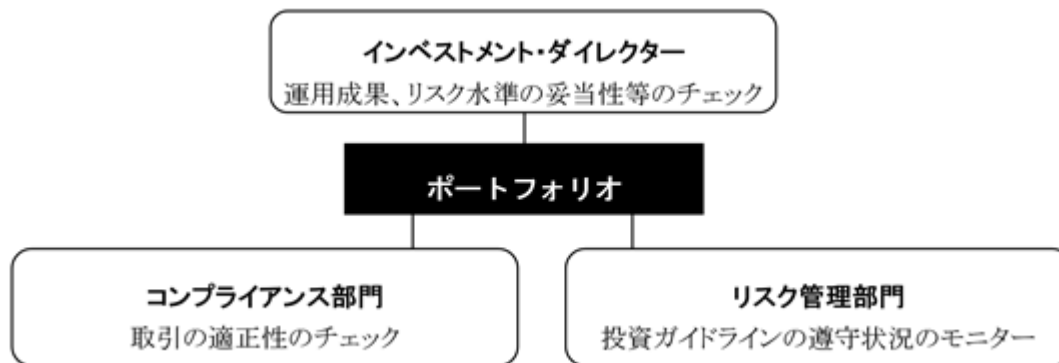 インベストメント・ダイレクター
運用成果、リスク水準の妥当性等のチェック
ポートフォリオ
コンプライアンス部門
取引の適正性のチェック
リスク管理部門
投資ガイドラインの遵守状況のモニター